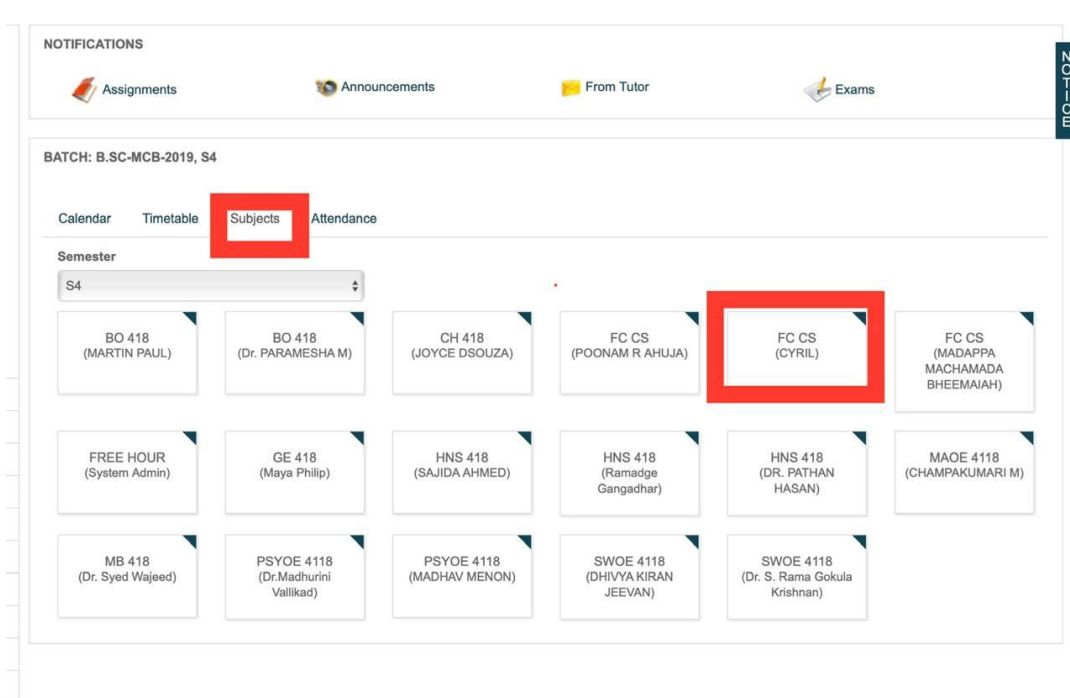 NOTIFICATIONS
Assignments
Announcements
From Tutor
Exams
NOTICE
BATCH: B.SC-MCB-2019, S4
Calendar
Timetable
Subjects
Attendance
Semester
S4
BO 418
(MARTIN PAUL)
BO 418
(Dr. PARAMESHA M)
CH 418
(JOYCE DSOUZA)
FC CS
(POONAM R AHUJA)
FC CS
(CYRIL)
FC CS
(MADAPPA
MACHAMADA
BHEEMAIAH)
FREE HOUR
(System Admin)
GE 418
(Maya Philip)
HNS 418
(SAJIDA AHMED)
HNS 418
(Ramadge
Gangadhar)
HNS 418
(DR. PATHAN
HASAN)
MAOE 4118
(CHAMPAKUMARI M)
MB 418
(Dr. Syed Wajeed)
PSYOE 4118
(Dr.Madhurini
Vallikad)
PSYOE 4118
(MADHAV MENON)
SWOE 4118
(DHIVYA KIRAN
JEEVAN)
SWOE 4118
(Dr. S. Rama Gokula
Krishnan)